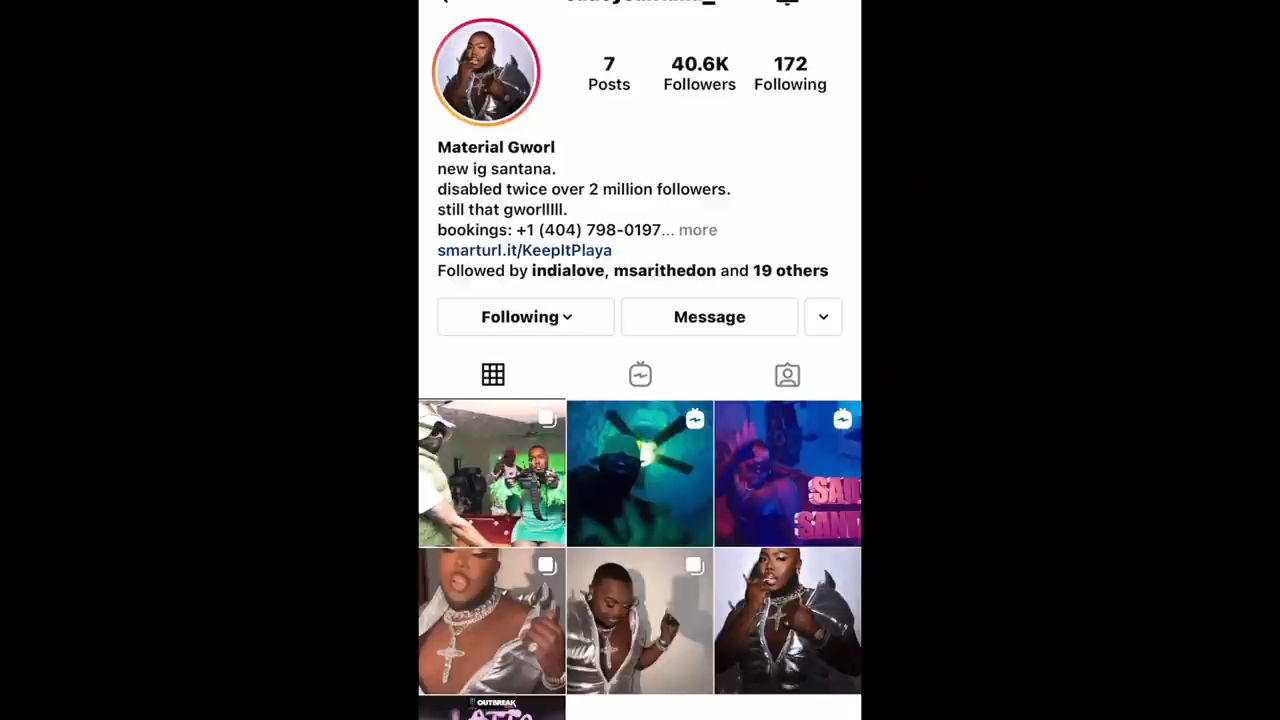 7
Posts
40.6K
Followers
172
Following
Material Gworl
new ig santana.
disabled twice over 2 million followers.
still that gworlllll.
bookings: +1 (404) 798-0197... more
smarturl.it/KeepItPlaya
Followed by indialove, msarithedon and 19 others
Following
Message
OUTBREAK